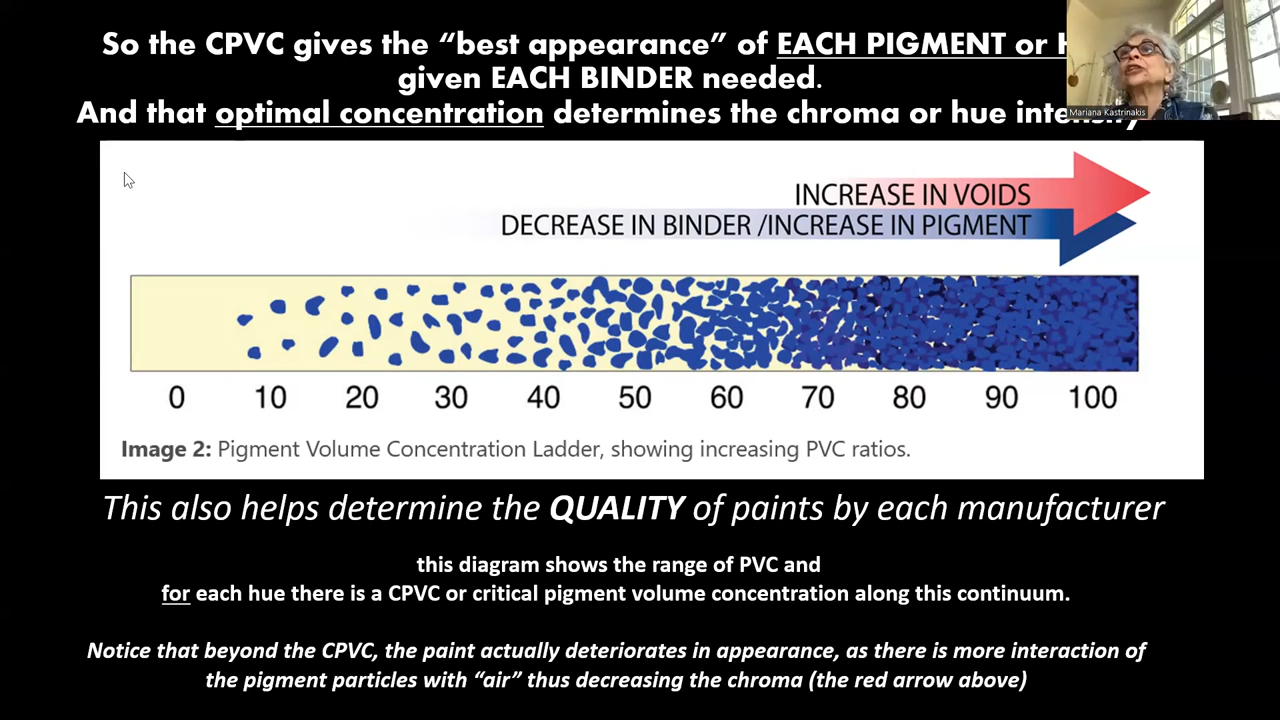 So the CPVC gives the “best appearance” of EACH PIGMENT or
given EACH BINDER needed.
And that optimal concentration determines the chroma or hue intensity
Mariana Kastrinakis
INCREASE IN VOIDS
DECREASE IN BINDER /INCREASE IN PIGMENT
0 10 20 30 40 50 60 70 80 90 100
Image 2: Pigment Volume Concentration Ladder, showing increasing PVC ratios.
This also helps determine the QUALITY of paints by each manufacturer
this diagram shows the range of PVC and
for each hue there is a CPVC or critical pigment volume concentration along this continuum.
Notice that beyond the CPVC, the paint actually deteriorates in appearance, as there is more interaction of
the pigment particles with “air” thus decreasing the chroma (the red arrow above)